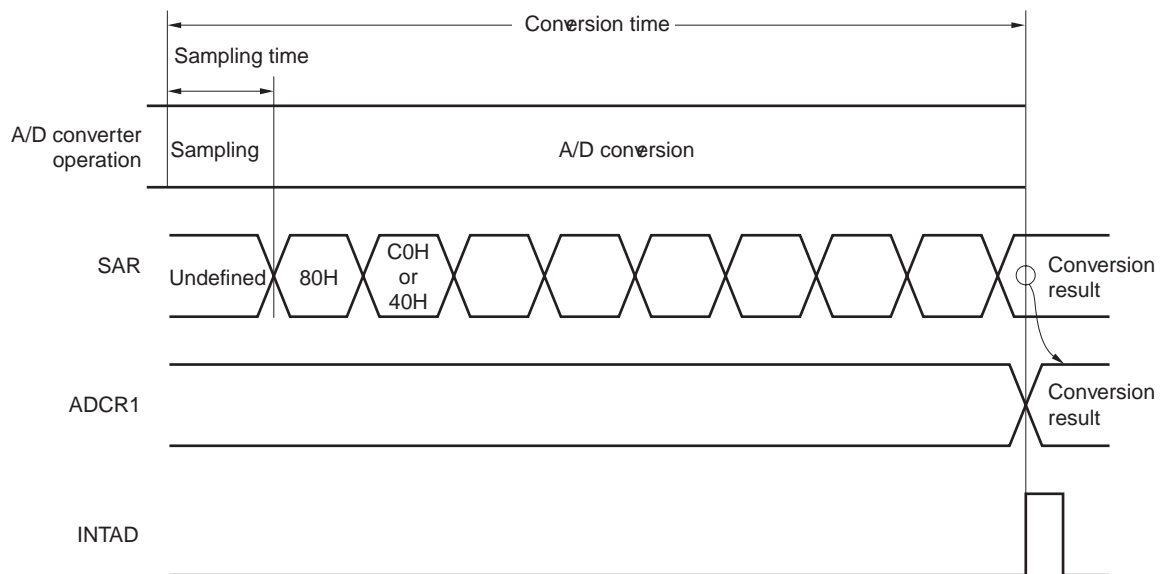 Conversion time
Sampling time
A/D converter
operation
Sampling
A/D conversion
SAR
Undefined
80H
C0H
or
40H
Conversion
result
ADCR1
Conversion
result
INTAD